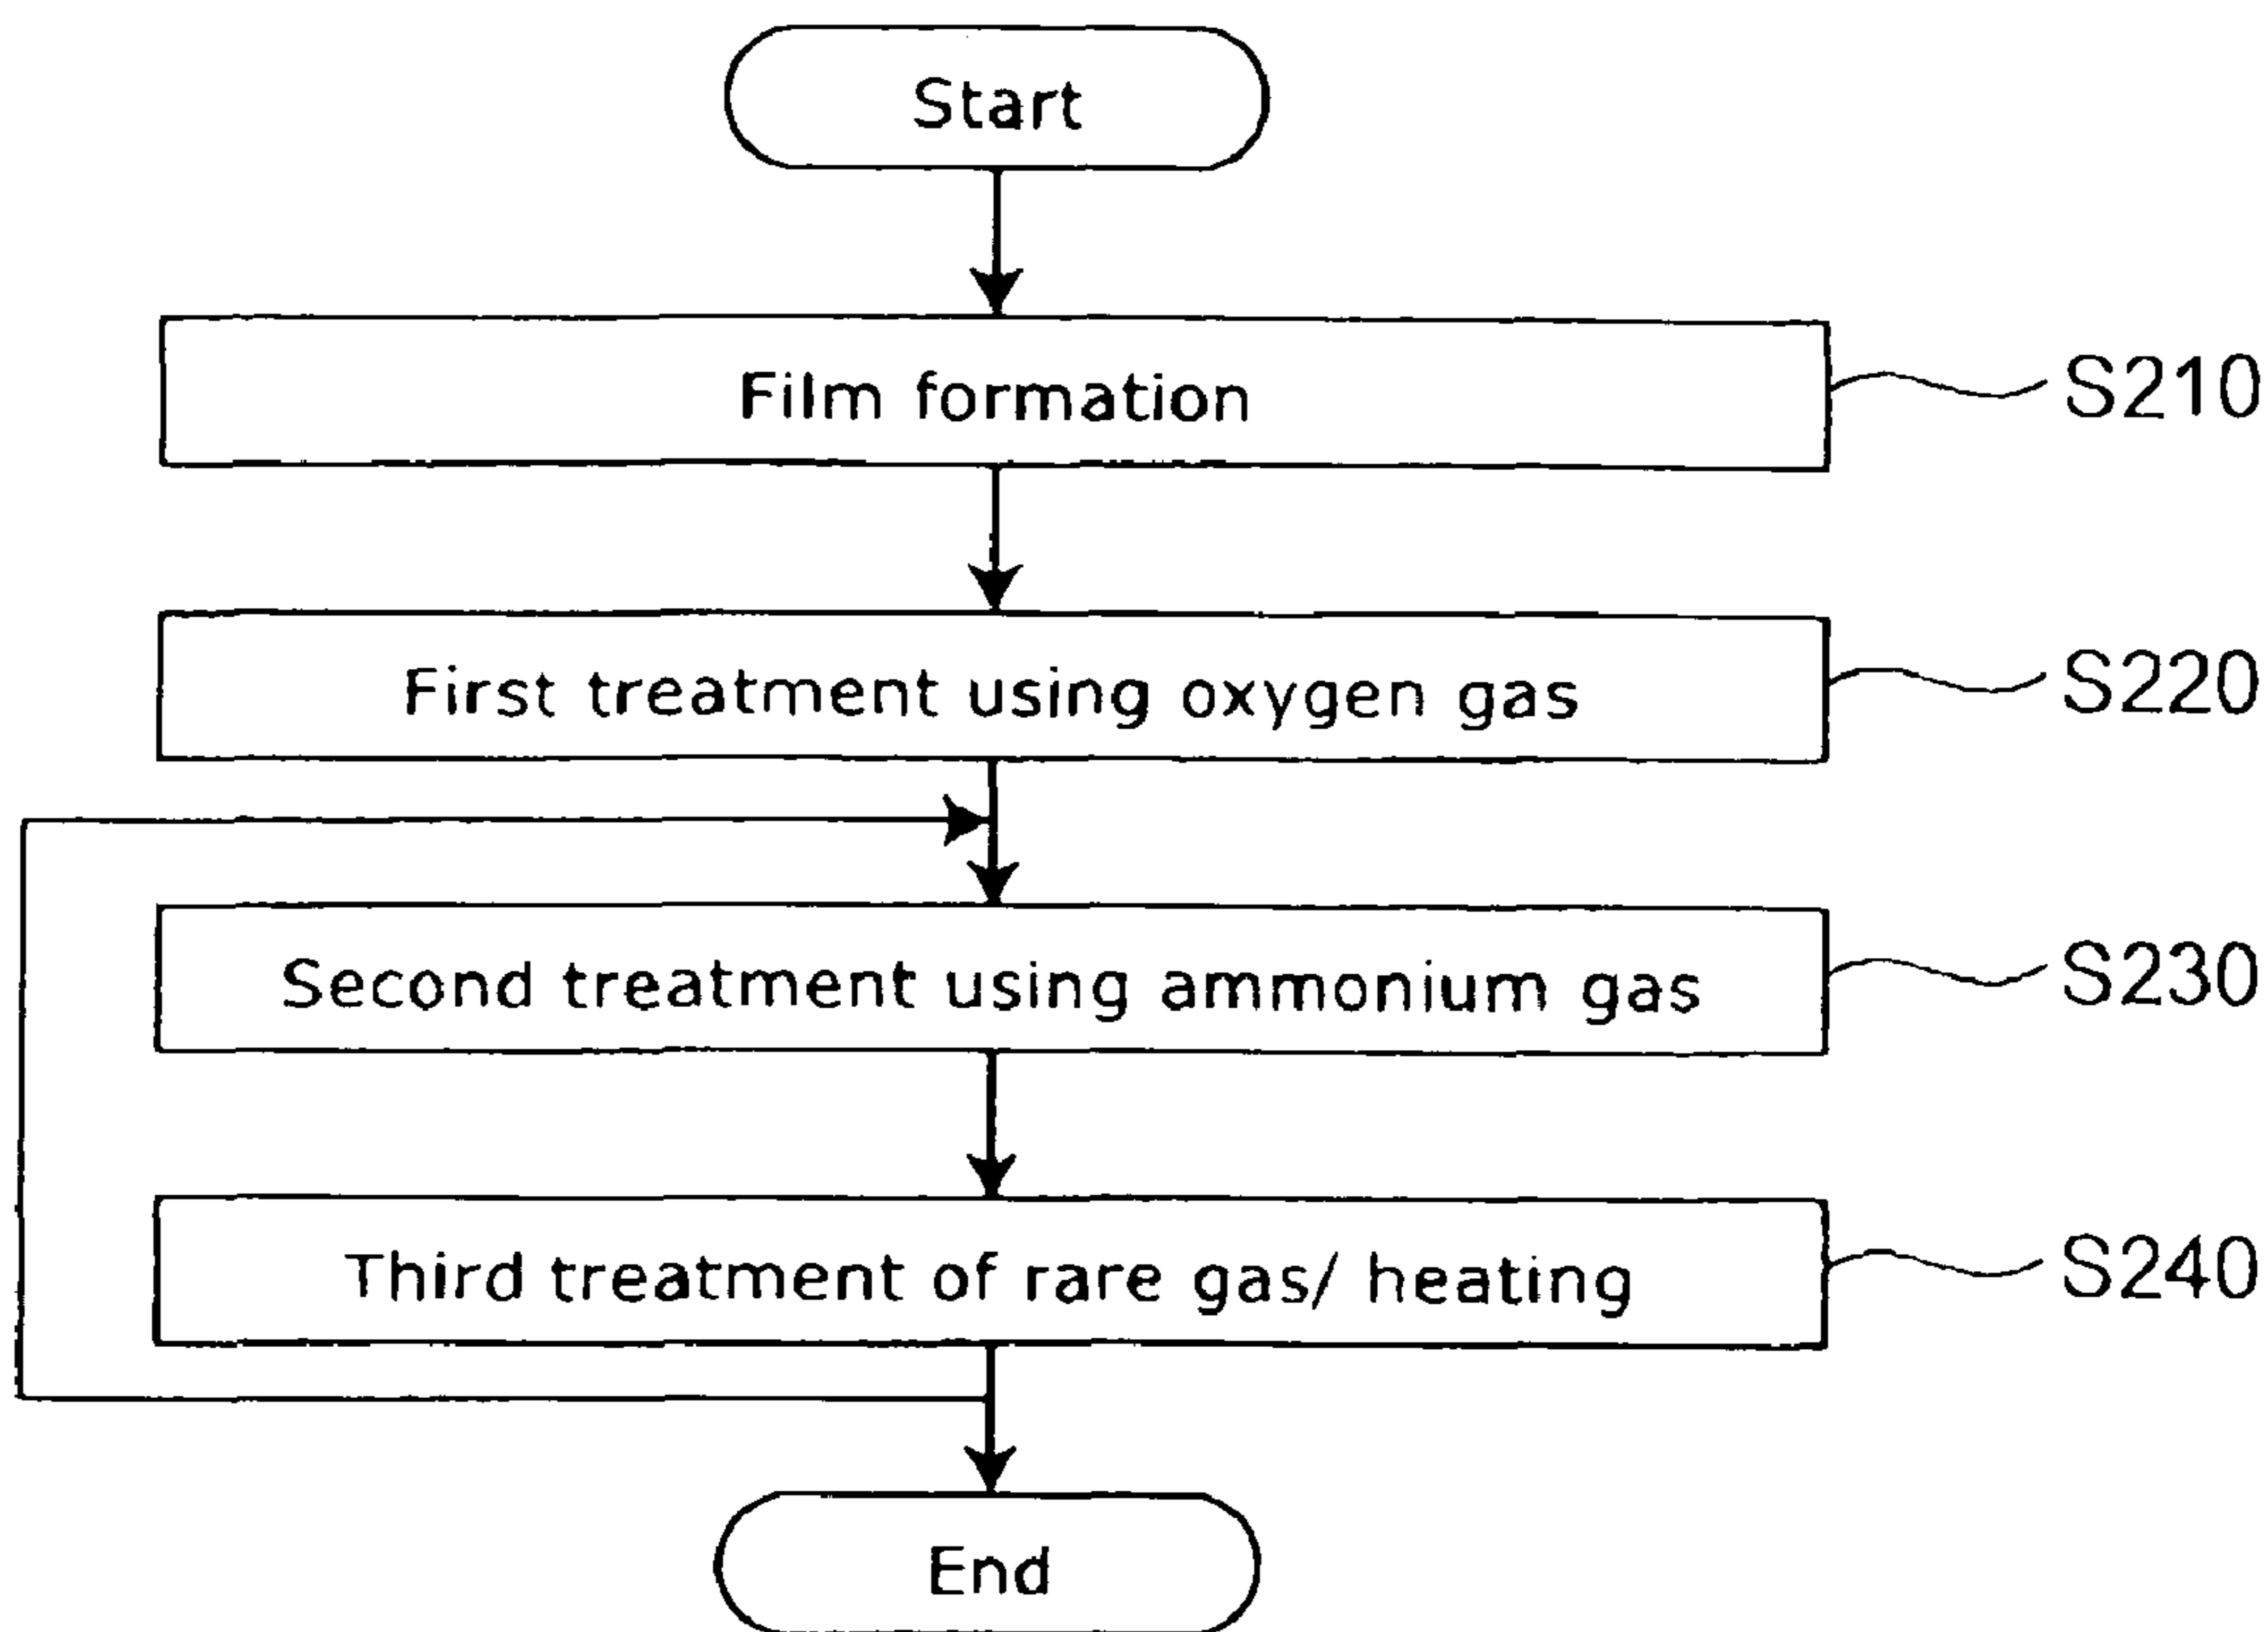 Start
Film formation
S210
First treatment using oxygen gas
S220
Second treatment using ammonium gas
S230
Third treatment of rare gas/ heating
S240
End